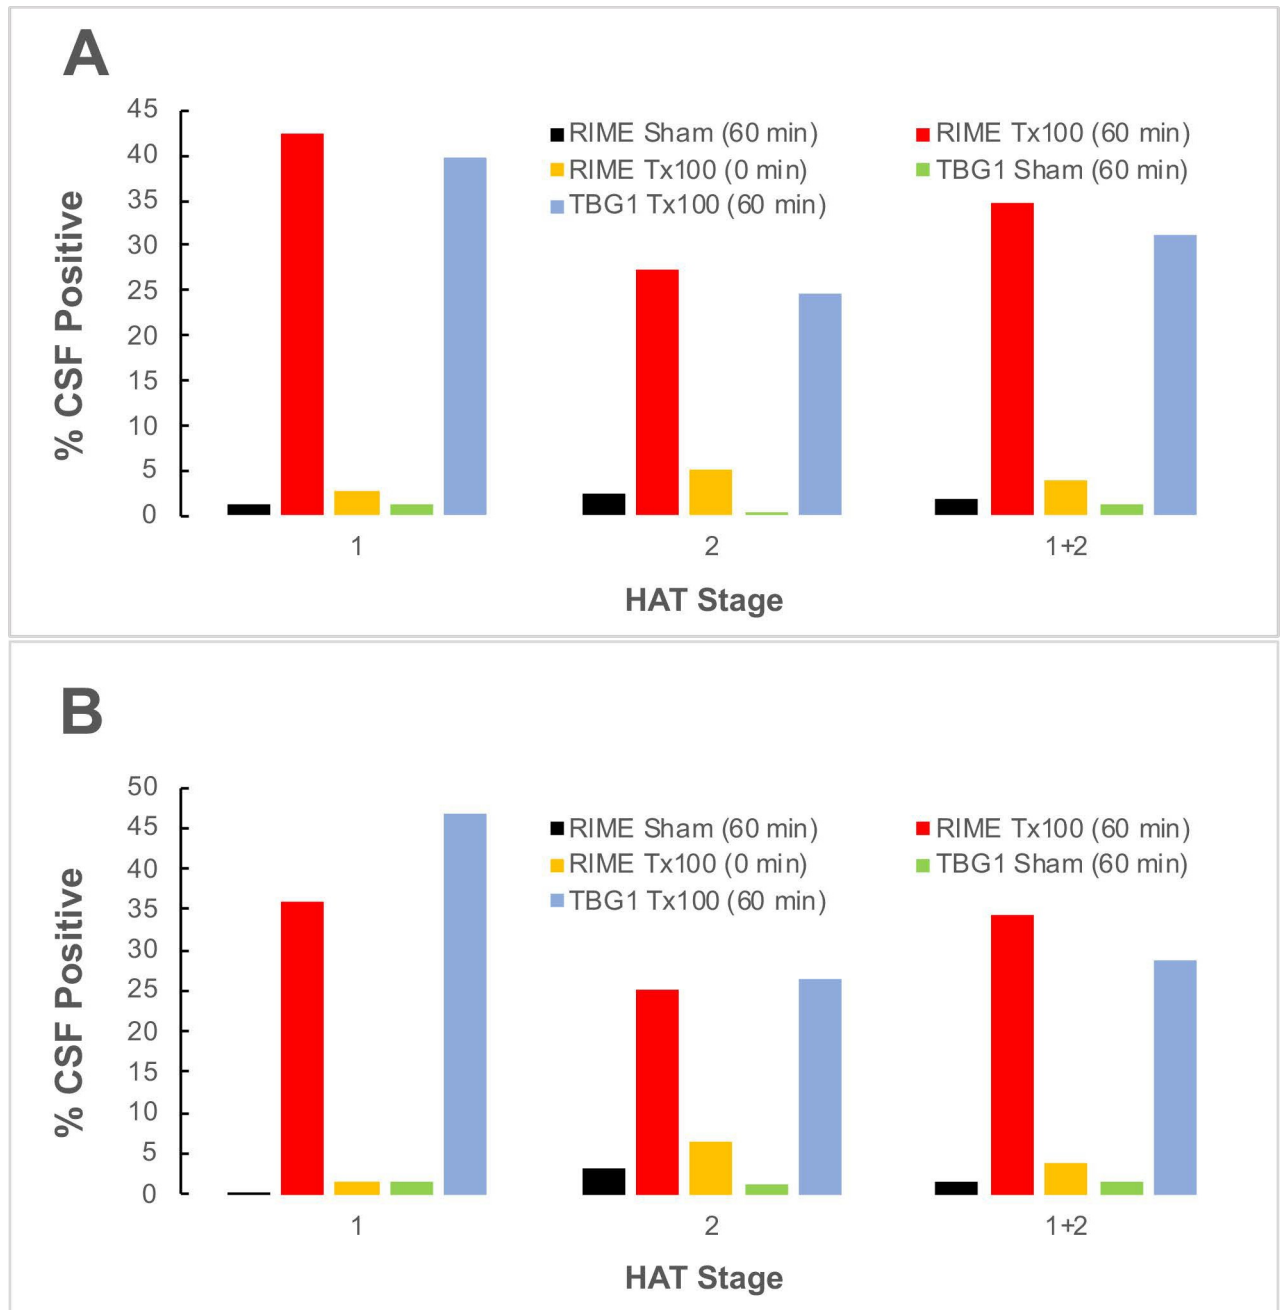 A
45
40
35
30
25
20
15
10
5
0
% CSF Positive
RIME Sham (60 min) RIME Tx100 (60 min)
RIME Tx100 (0 min) TBG1 Sham (60 min)
TBG1 Tx100 (60 min)
1 2 1+2
HAT Stage
B
50
45
40
35
30
25
20
15
10
5
0
% CSF Positive
RIME Sham (60 min) RIME Tx100 (60 min)
RIME Tx100 (0 min) TBG1 Sham (60 min)
TBG1 Tx100 (60 min)
1 2 1+2
HAT Stage